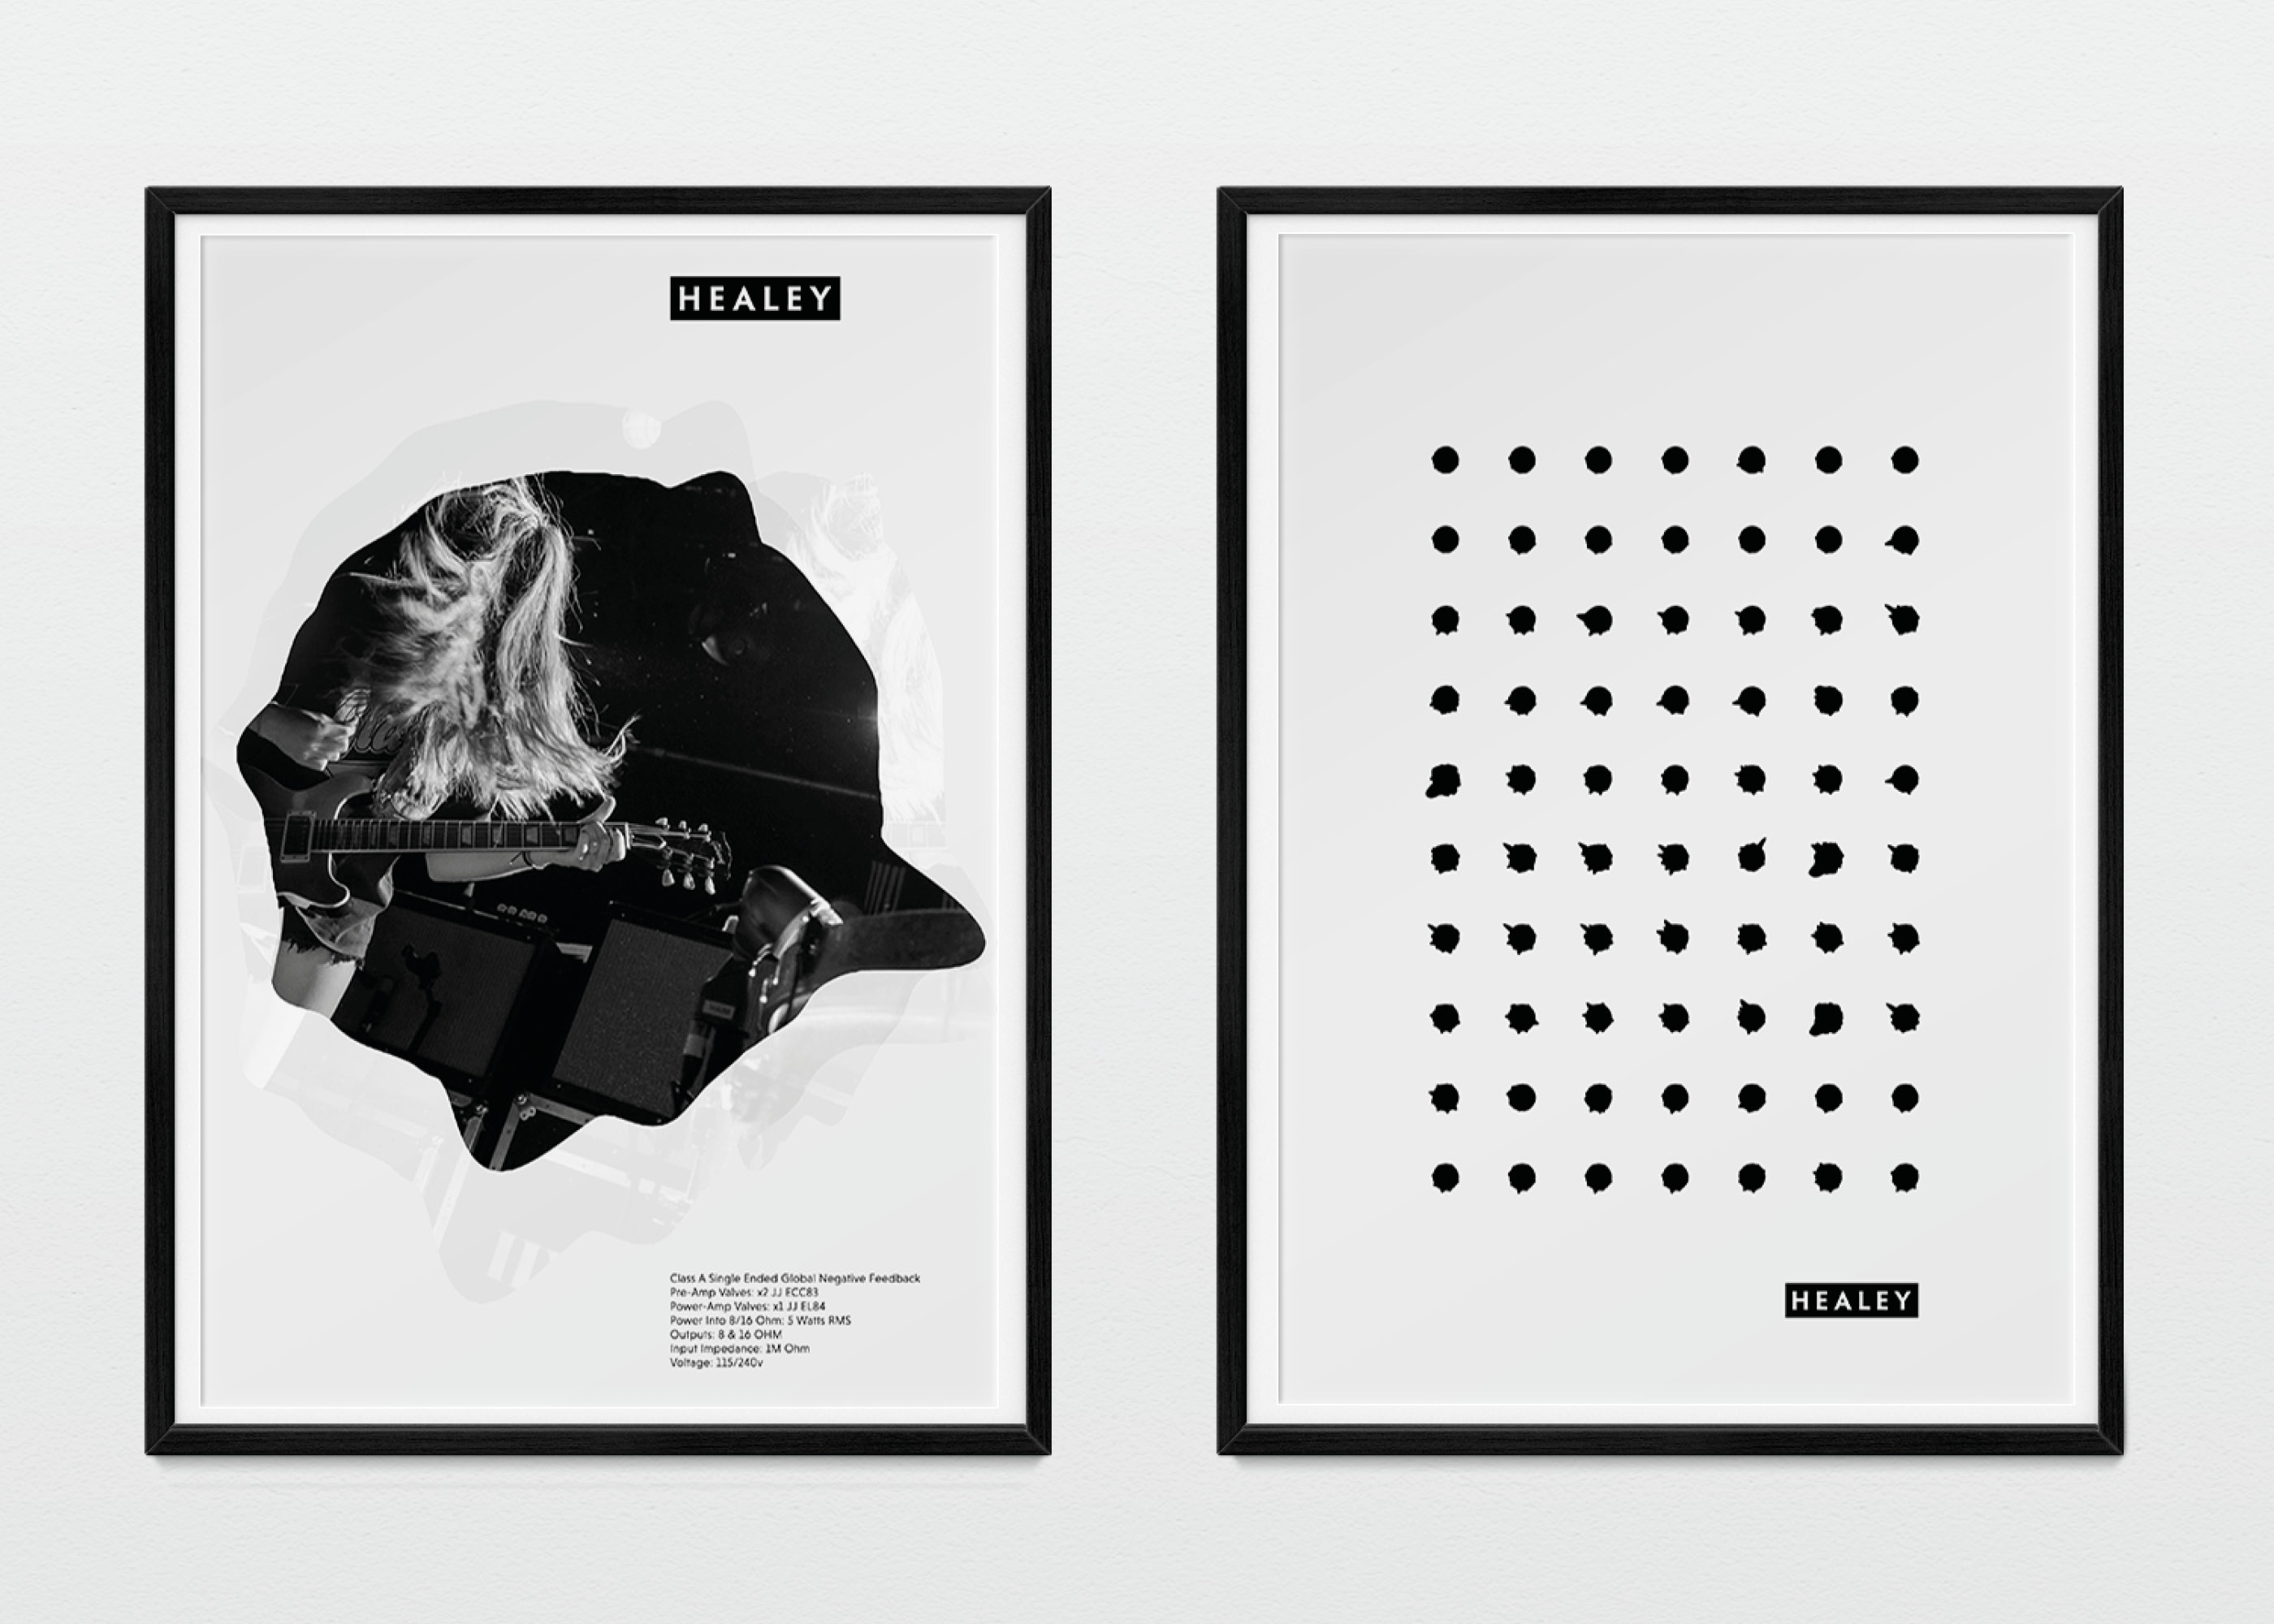 HEALEY
Class A Single Ended Global Negative Feedback
Pre-Amp Valves: x2 JJ ECC83
Power-Amp Valves: x1 JJ EL84
Power Into 8/16 Ohm: 5 Watts RMS
Outputs: 8 & 16 OHM
Input Impedance: 1M Ohm
Voltage: 115/240v
HEALEY